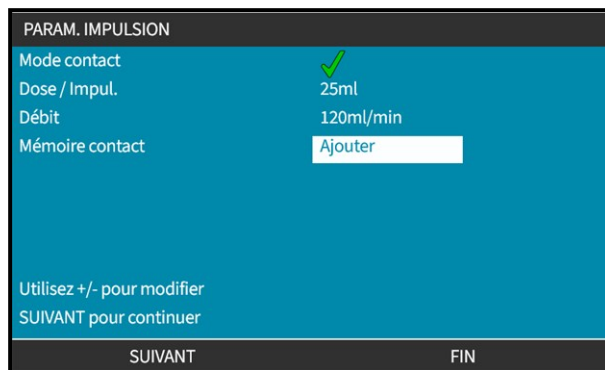 PARAM. IMPULSION
Mode contact
Dose / Impul. 25ml
Débit 120ml/min
Mémoire contact Ajouter
Utilisez +/- pour modifier
SUIVANT pour continuer
SUIVANT FIN